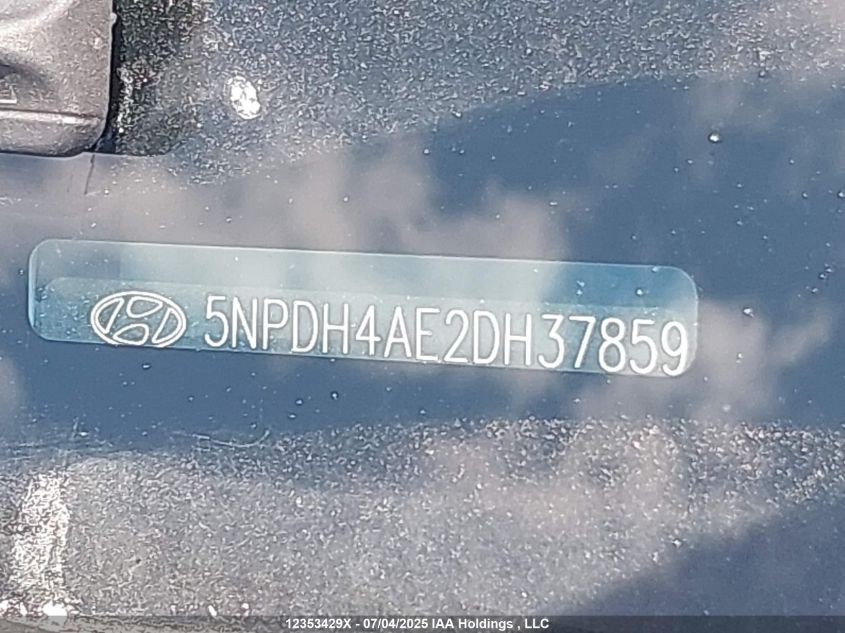 5NPDH4AE2DH37859
12353429X - 07/04/2025 IAA Holdings , LLC